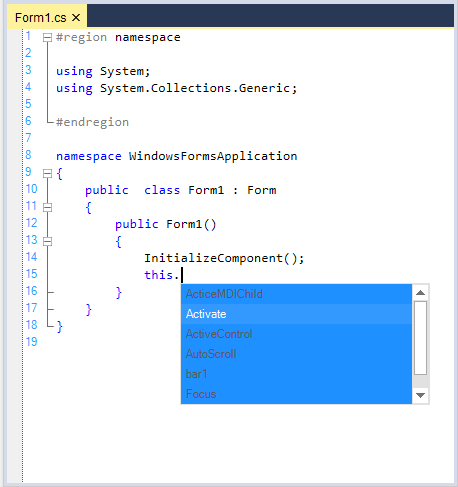 Form1.cs ×
1 #region namespace
2
3 using System;
4 using System.Collections.Generic;
5
6 #endregion
7
8 namespace WindowsFormsApplication
9 {
10 public  class Form1 : Form
11 {
12 public Form1()
13 {
14 InitializeComponent();
15 this.
ActiceMDIChild
16 }
Activate
17 }
ActiveControl
18 }
19
AutoScroll
bar1
Focus